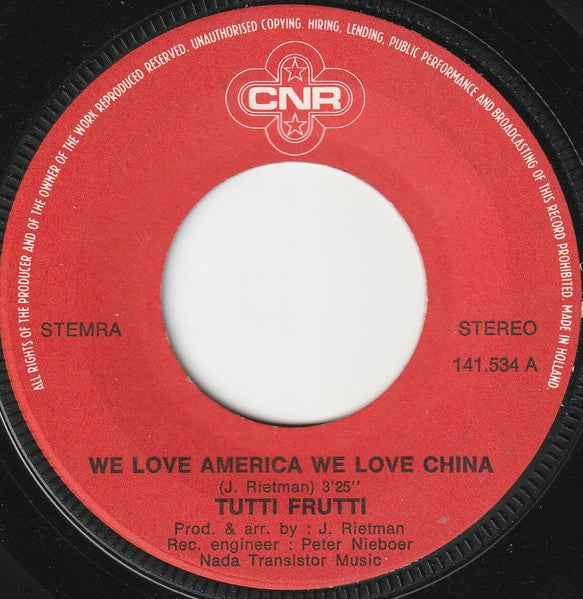 ALL RIGHTS OF THE PRODUCER AND OF THE OWNER OF THE WORK REPRODUCED RESERVED. UNAUTHORISED COPYING, HIRING, LENDING, PUBLIC PERFORMANCE AND BROADCASTING OF THIS RECORD PROHIBITED. MADE IN HOLLAND
CNR
STEMRA
STEREO
141.534 A
WE LOVE AMERICA WE LOVE CHINA
(J. Rietman) 3'25''
TUTTI FRUTTI
Prod. & arr. by : J. Rietman
Rec. engineer : Peter Nieboer
Nada Transistor Music